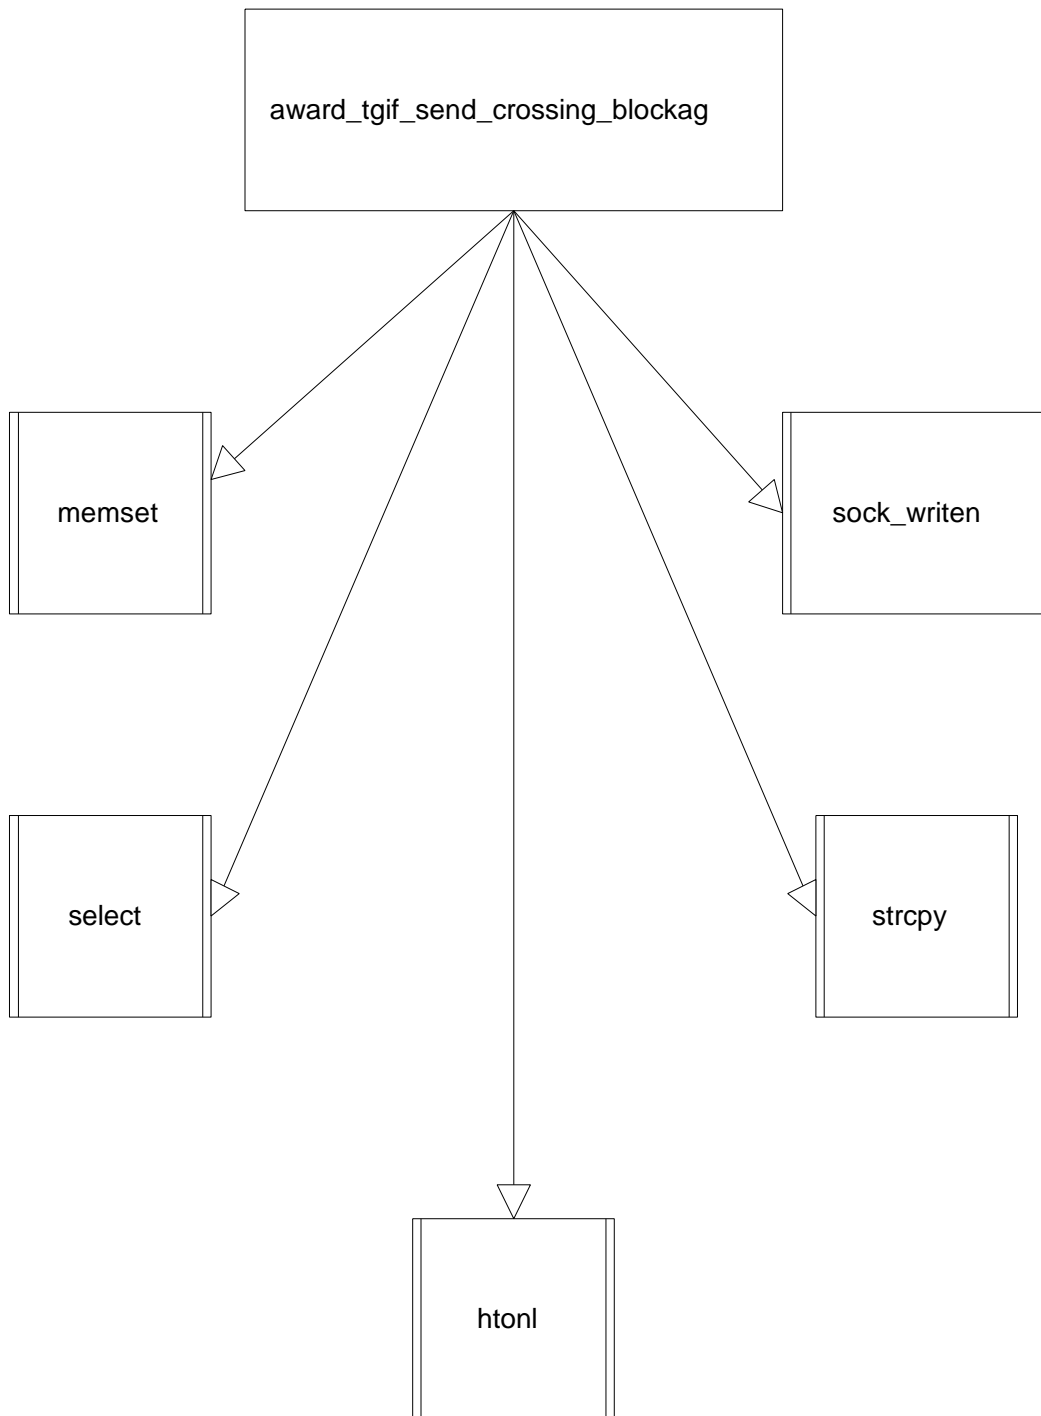 award_tgif_send_crossing_blockag
memset
sock_writen
select
strcpy
htonl